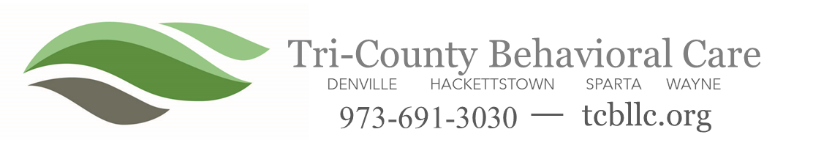 Tri-County Behavioral Care
DENVILLE HACKETTSTOWN SPARTA WAYNE
973-691-3030 — tcbllc.org